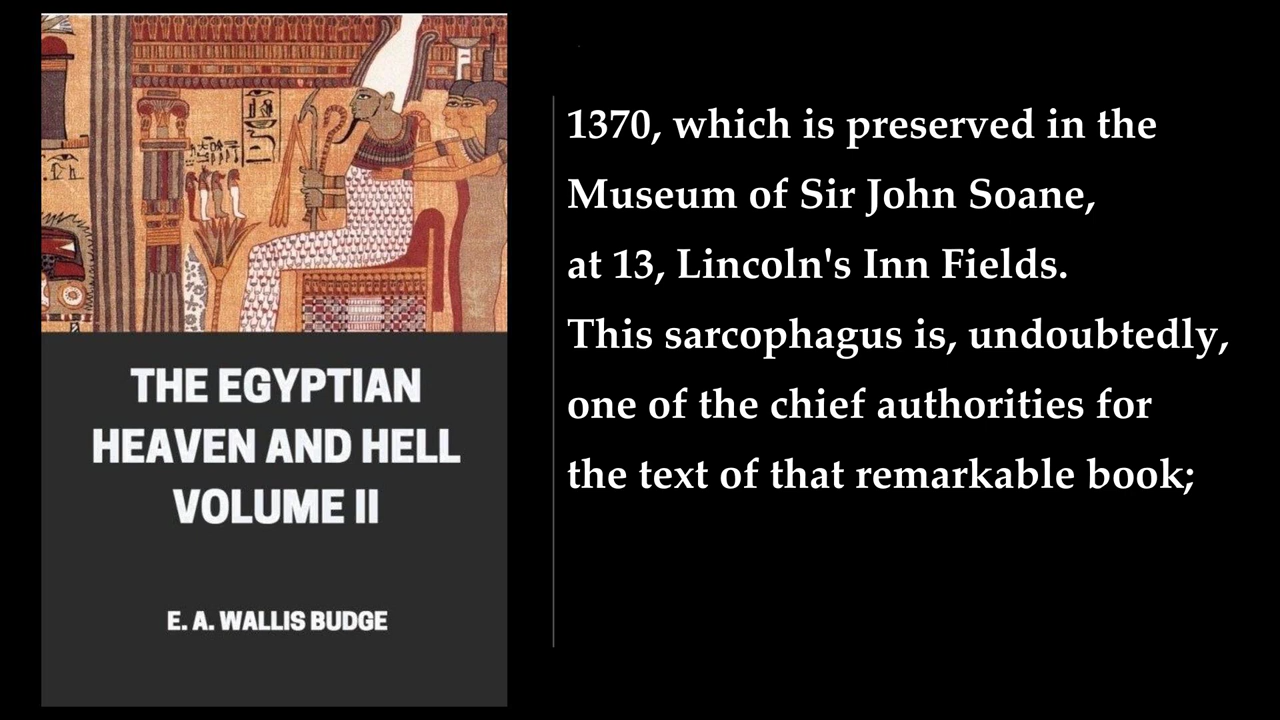 THE EGYPTIAN
HEAVEN AND HELL
VOLUME II
E. A. WALLIS BUDGE
1370, which is preserved in the
Museum of Sir John Soane,
at 13, Lincoln's Inn Fields.
This sarcophagus is, undoubtedly,
one of the chief authorities for
the text of that remarkable book;